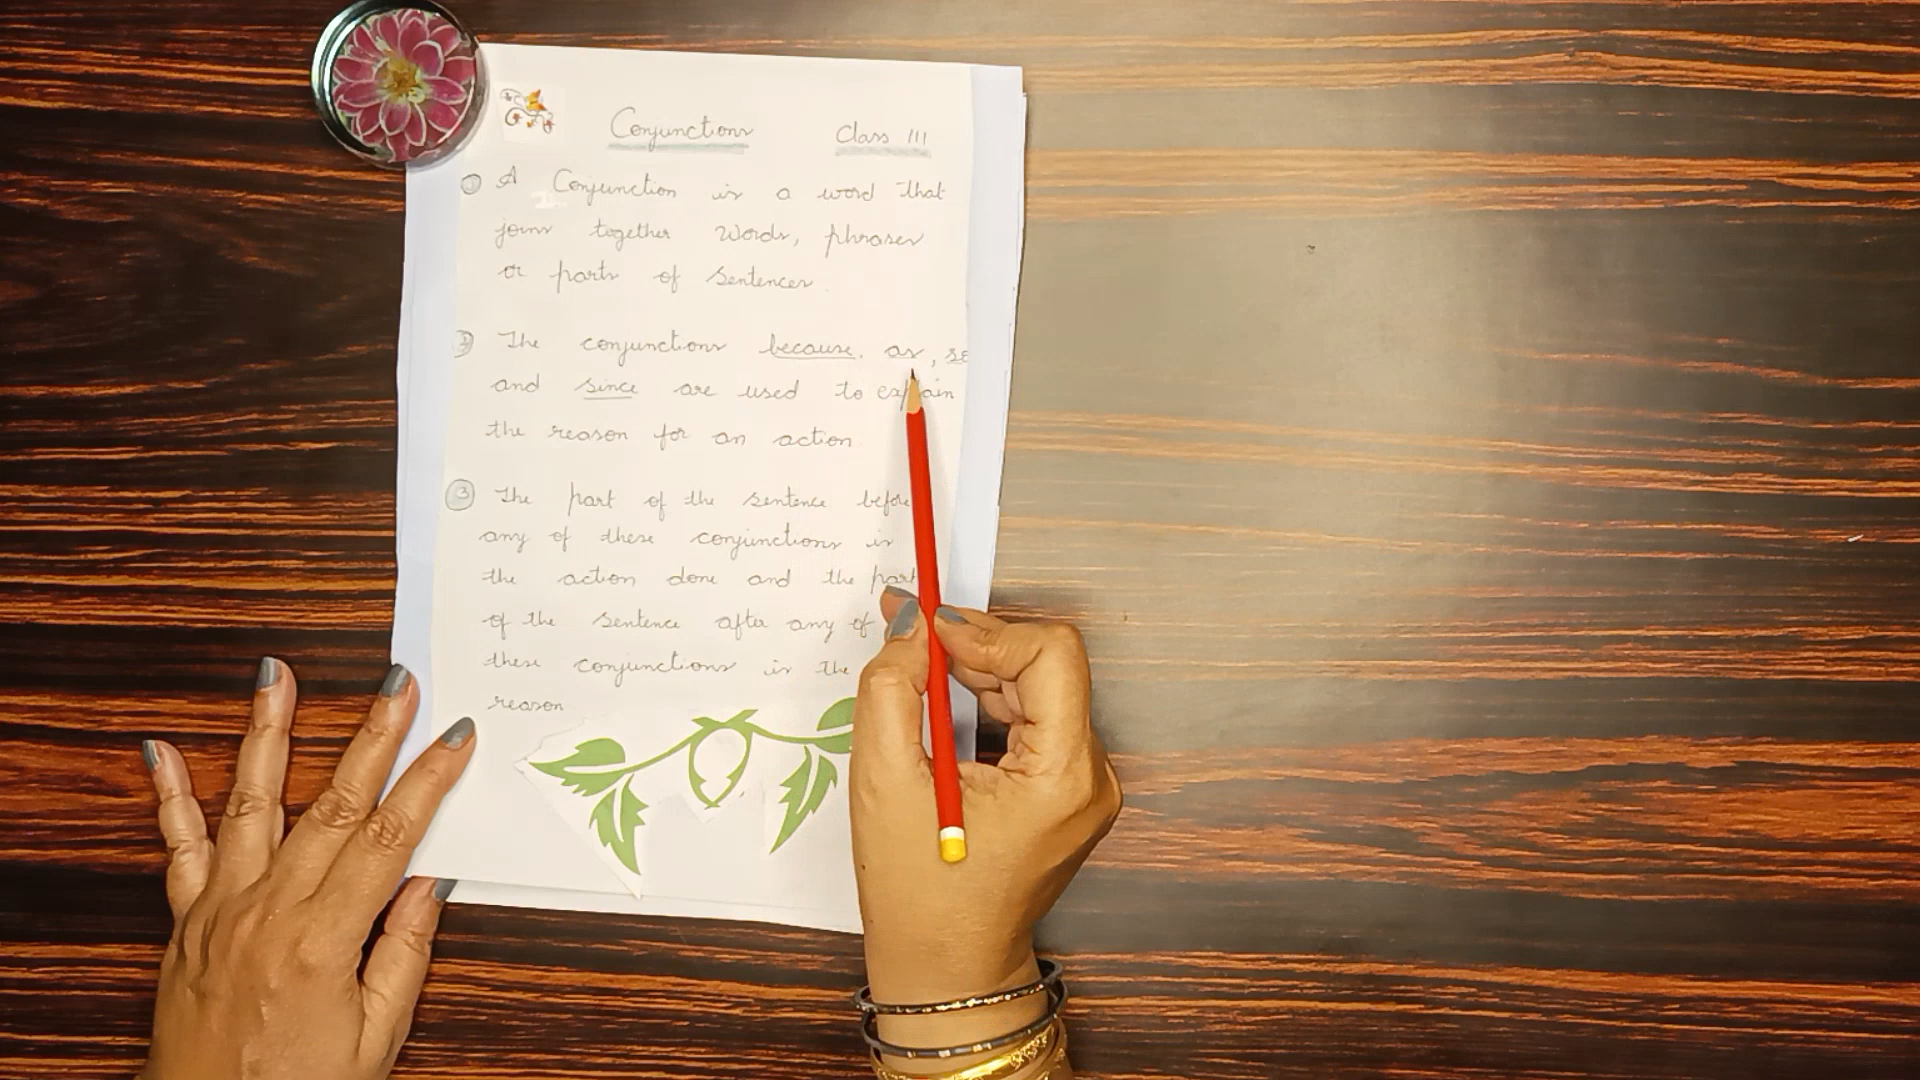 Conjunctions Class III
① A Conjunction is a word that
joins together words, phrases
or parts of sentences.
② The conjunctions because, as, so
and since are used to explain
the reason for an action
③ The part of the sentence before
any of these conjunctions is
the action done and the part
of the sentence after any of
these conjunctions is the
reason